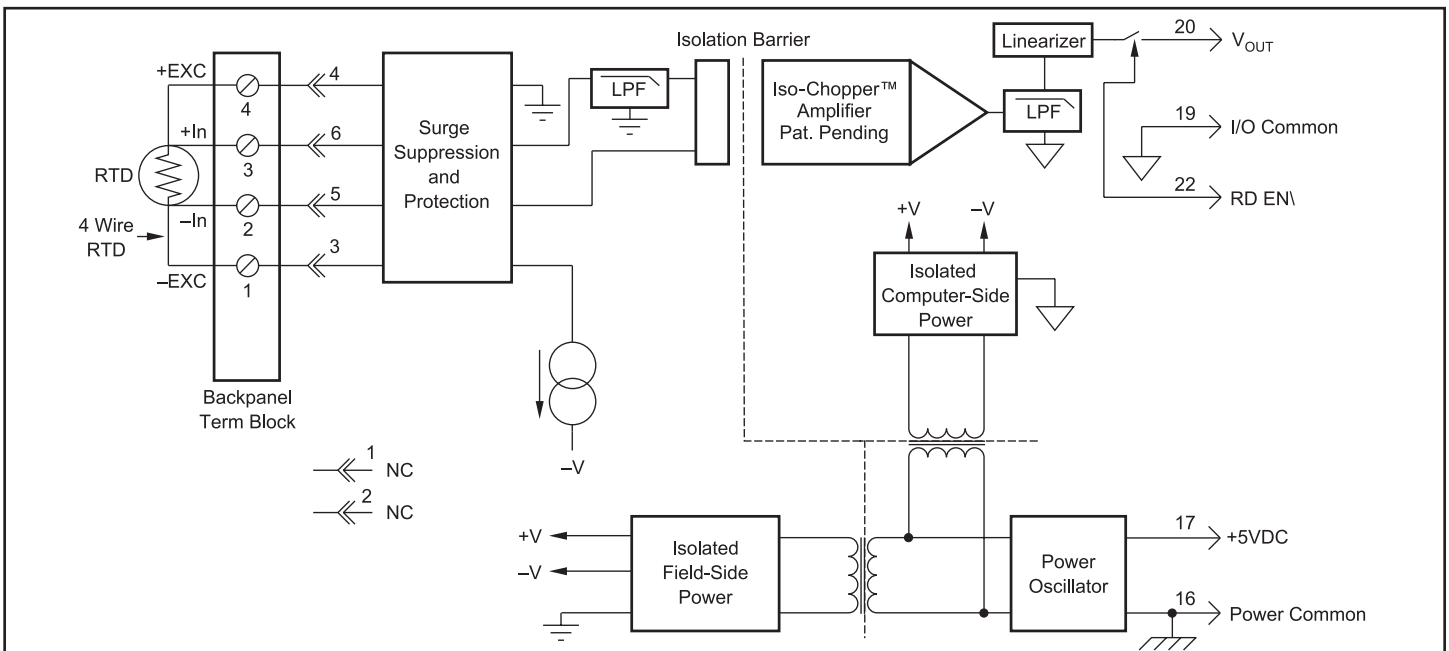 Isolation Barrier
+EXC
4
4
+In
3
6
RTD
–In
2
5
4 Wire
RTD
–EXC
1
3
Backpanel
Term Block
Surge
Suppression
and
Protection
LPF
Iso-Chopper™
Amplifier
Pat. Pending
Linearizer
LPF
20
VOUT
19
I/O Common
22
RD EN\
+V
–V
Isolated
Computer-Side
Power
–V
1
NC
2
NC
+V
–V
Isolated
Field-Side
Power
Power
Oscillator
17
+5VDC
16
Power Common